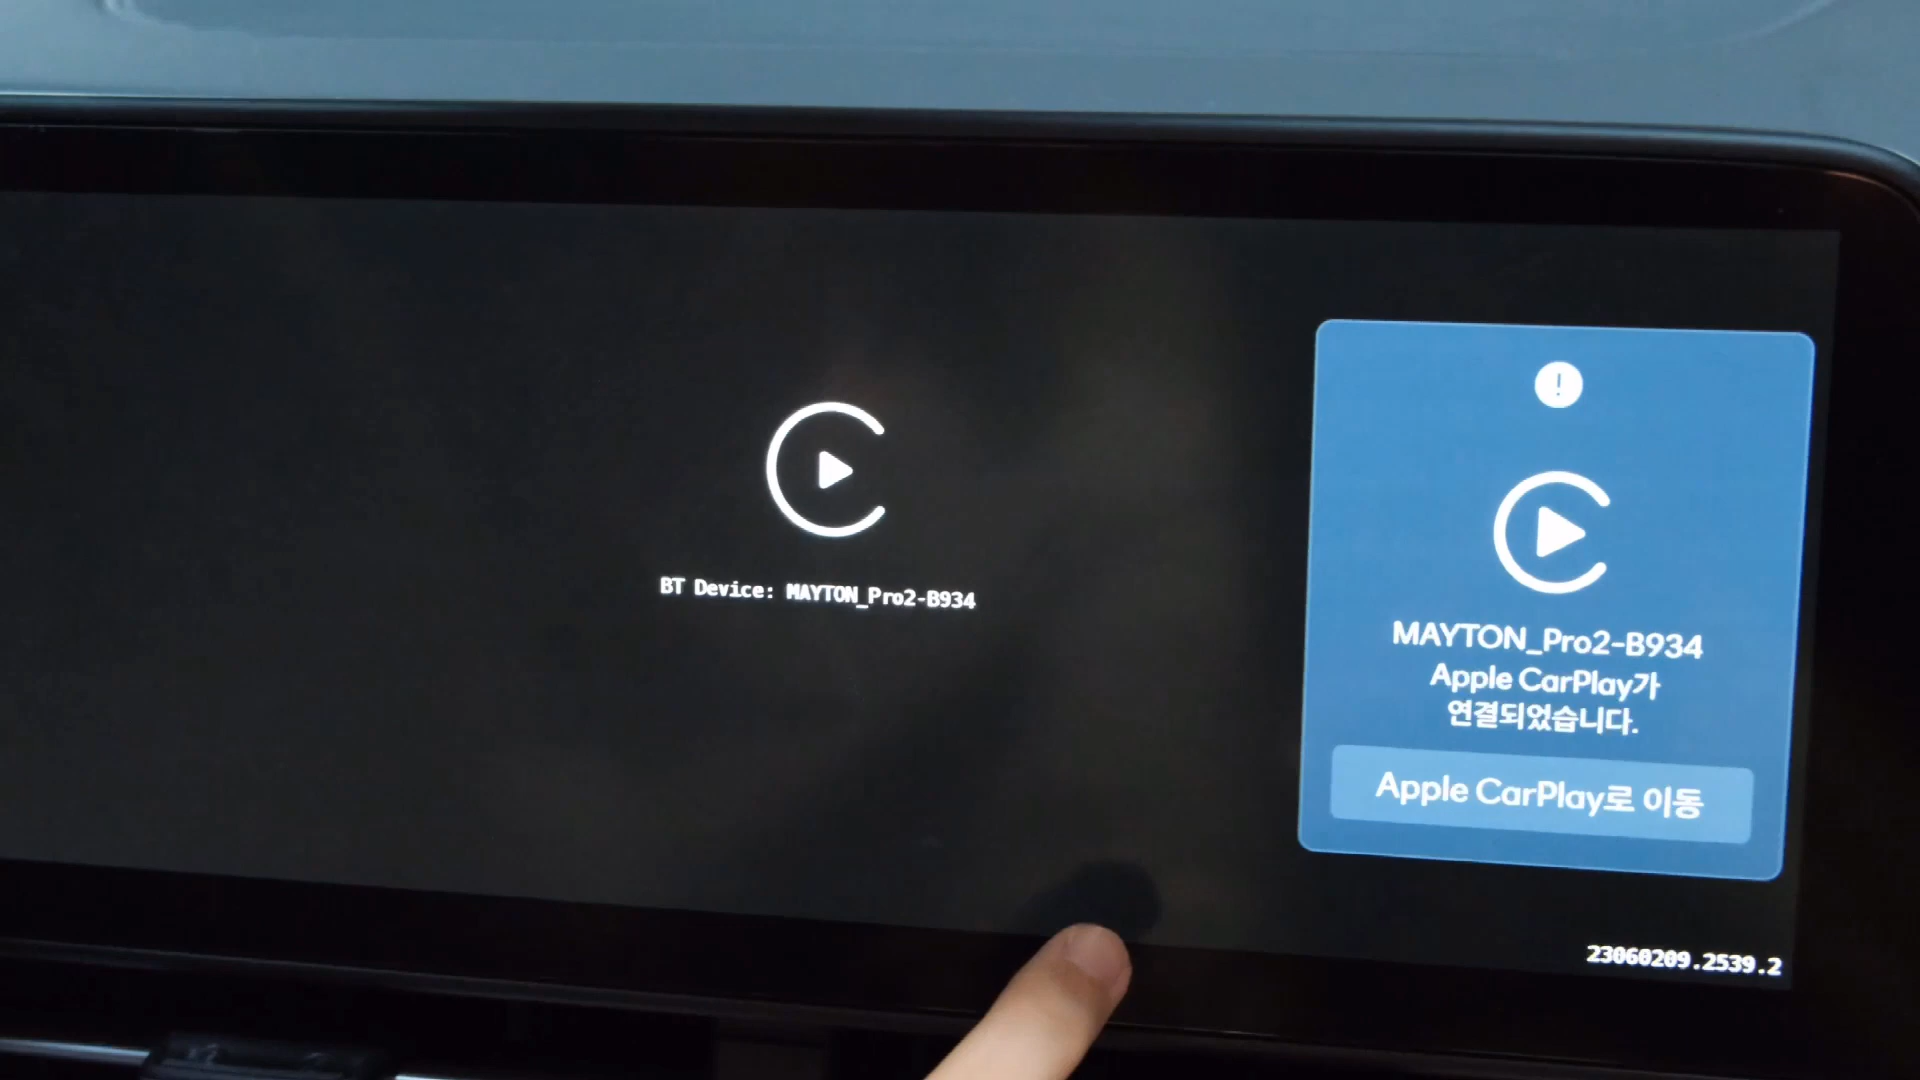 BT Device: MAYTON_Pro2-B934
MAYTON_Pro2-B934
Apple CarPlay가
연결되었습니다.
Apple CarPlay로 이동
23060209.2539.2